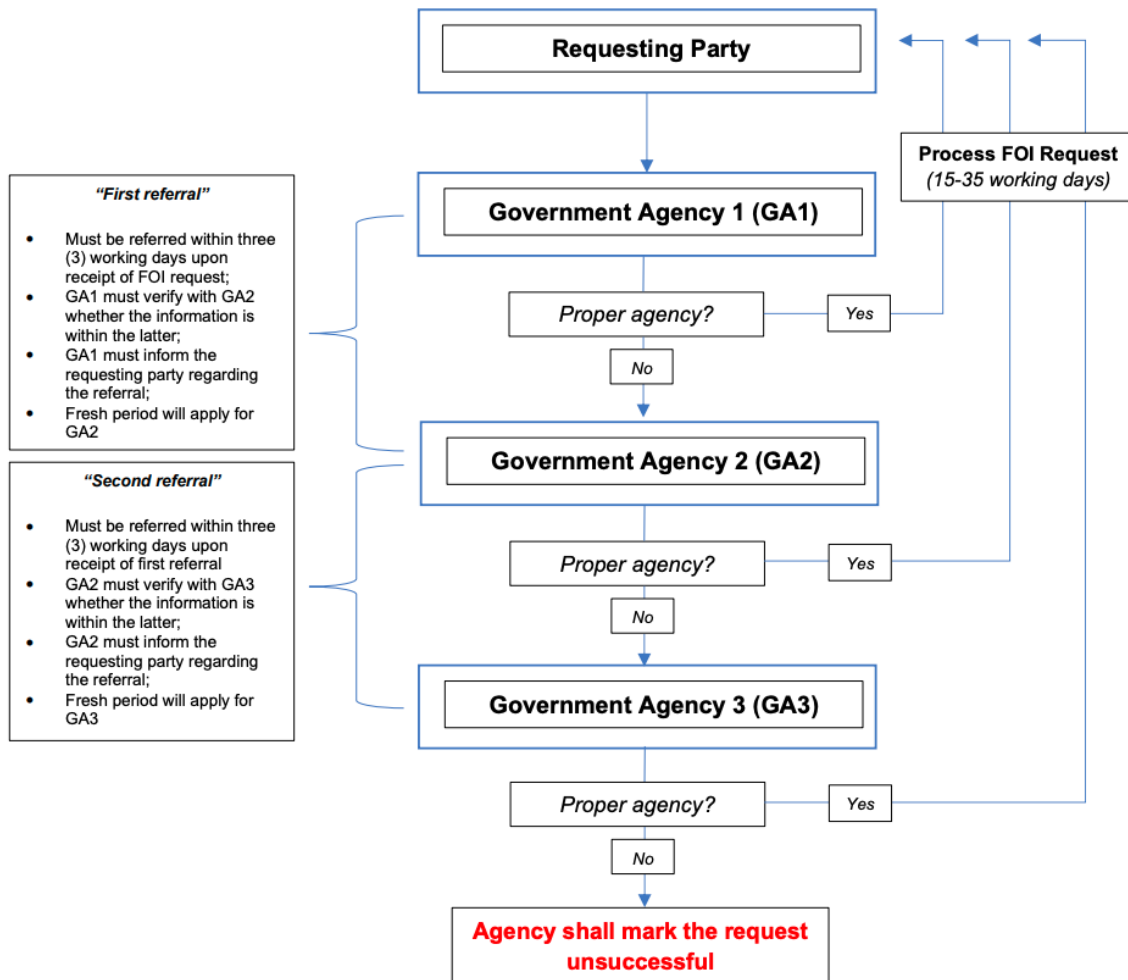 Requesting Party
Process FOI Request
(15-35 working days)
“First referral”
• Must be referred within three
(3) working days upon
receipt of FOI request;
• GA1 must verify with GA2
whether the information is
within the latter;
• GA1 must inform the
requesting party regarding
the referral;
• Fresh period will apply for
GA2
Government Agency 1 (GA1)
Proper agency?
Yes
No
Government Agency 2 (GA2)
“Second referral”
• Must be referred within three
(3) working days upon
receipt of first referral
• GA2 must verify with GA3
whether the information is
within the latter;
• GA2 must inform the
requesting party regarding
the referral;
• Fresh period will apply for
GA3
Proper agency?
Yes
No
Government Agency 3 (GA3)
Proper agency?
Yes
No
Agency shall mark the request
unsuccessful